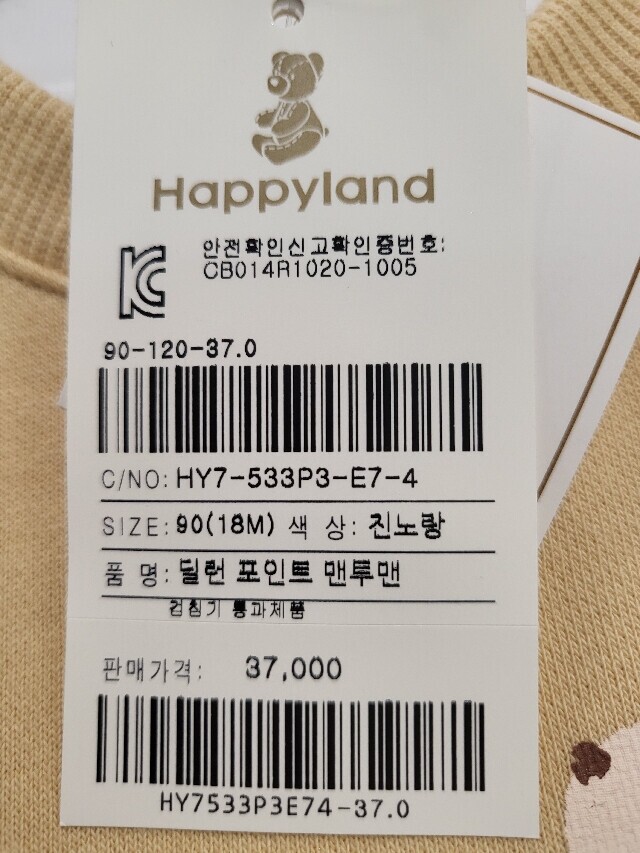 Happyland
안전확인신고확인증번호:
CB014R1020-1005
90-120-37.0
C/NO: HY7-533P3-E7-4
SIZE: 90(18M) 색 상: 진노랑
품 명: 딜런 포인트 맨투맨
검침기 통과제품
판매가격: 37,000
HY7533P3E74-37.0